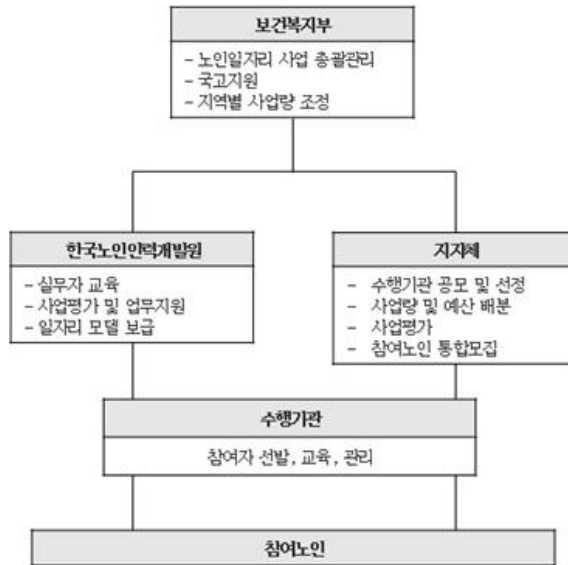 보건복지부
- 노인일자리 사업 총괄관리
- 국고지원
- 지역별 사업량 조정
한국노인인력개발원
- 실무자 교육
- 사업평가 및 업무지원
- 일자리 모델 보급
지자체
- 수행기관 공모 및 선정
- 사업량 및 예산 배분
- 사업평가
- 참여노인 통합모집
수행기관
참여자 선발, 교육, 관리
참여노인